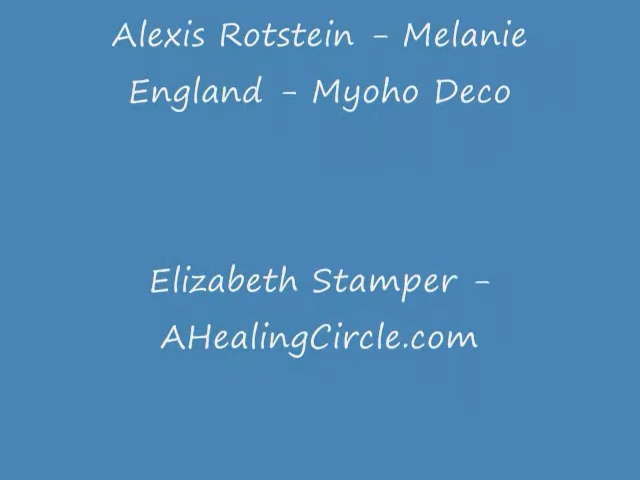 Alexis Rotstein - Melanie
England - Myoho Deco
Elizabeth Stamper -
AHealingCircle.com